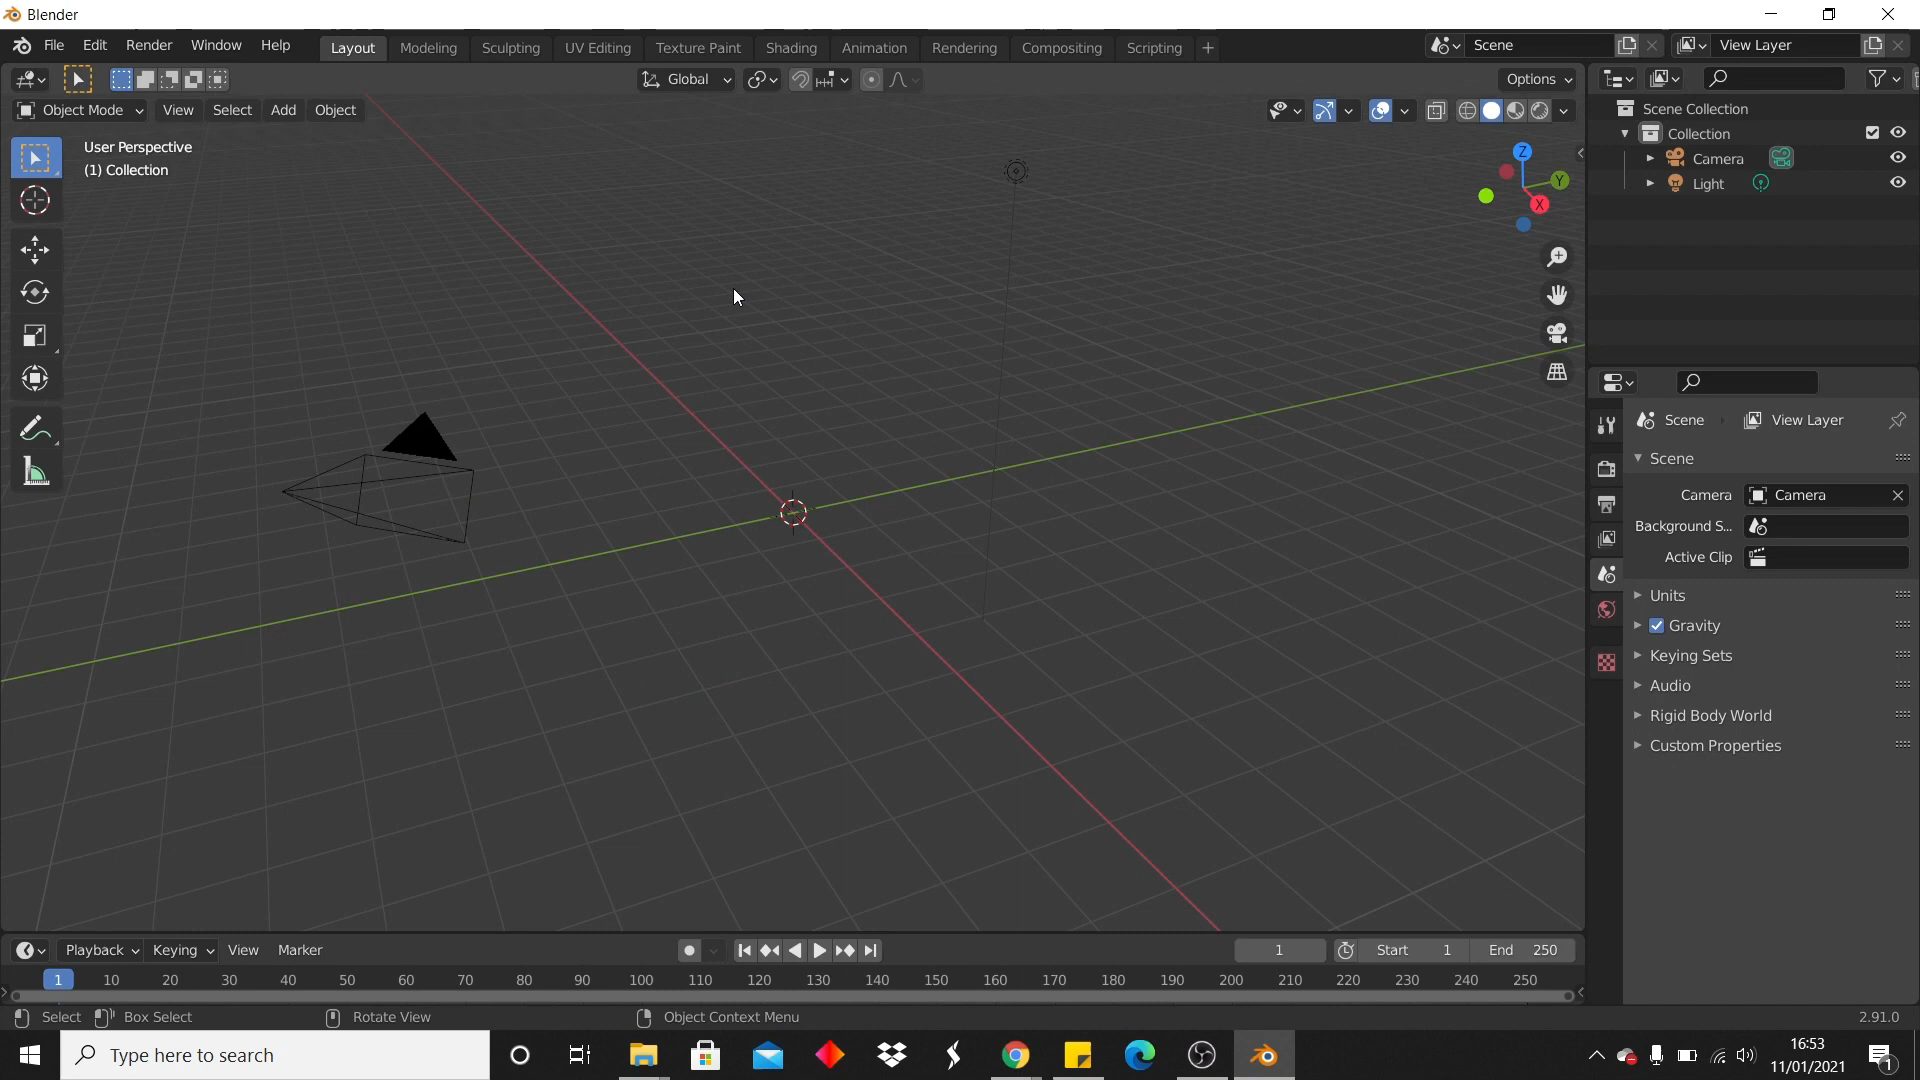 Blender
File Edit Render Window Help Layout Modeling Sculpting UV Editing Texture Paint Shading Animation Rendering Compositing Scripting + Scene View Layer
Global Options
Object Mode View Select Add Object
User Perspective
(1) Collection
Z
Y
X
Scene Collection
Collection
Camera
Light
Scene View Layer
Scene
Camera Camera
Background S...
Active Clip
Units
Gravity
Keying Sets
Audio
Rigid Body World
Custom Properties
Playback Keying View Marker 1 Start 1 End 250
1 10 20 30 40 50 60 70 80 90 100 110 120 130 140 150 160 170 180 190 200 210 220 230 240 250
Select Box Select Rotate View Object Context Menu 2.91.0
Type here to search
16:53
11/01/2021
1